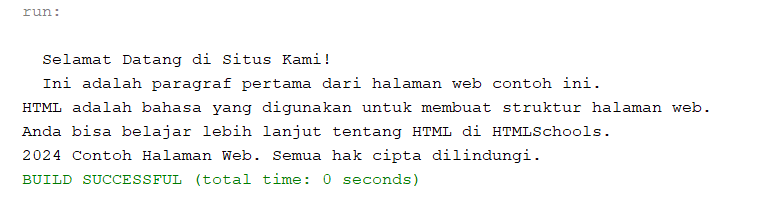 run:
Selamat Datang di Situs Kami!
Ini adalah paragraf pertama dari halaman web contoh ini.
HTML adalah bahasa yang digunakan untuk membuat struktur halaman web.
Anda bisa belajar lebih lanjut tentang HTML di HTMLSchools.
2024 Contoh Halaman Web. Semua hak cipta dilindungi.
BUILD SUCCESSFUL (total time: 0 seconds)